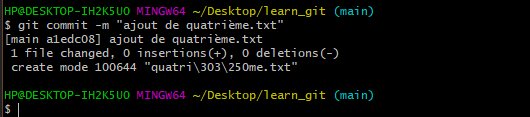 HP@DESKTOP-IH2K5UO MINGW64 ~/Desktop/learn_git (main)
$ git commit -m "ajout de quatrième.txt"
[main a1edc08] ajout de quatrième.txt
 1 file changed, 0 insertions(+), 0 deletions(-)
 create mode 100644 "quatri\303\250me.txt"

HP@DESKTOP-IH2K5UO MINGW64 ~/Desktop/learn_git (main)
$